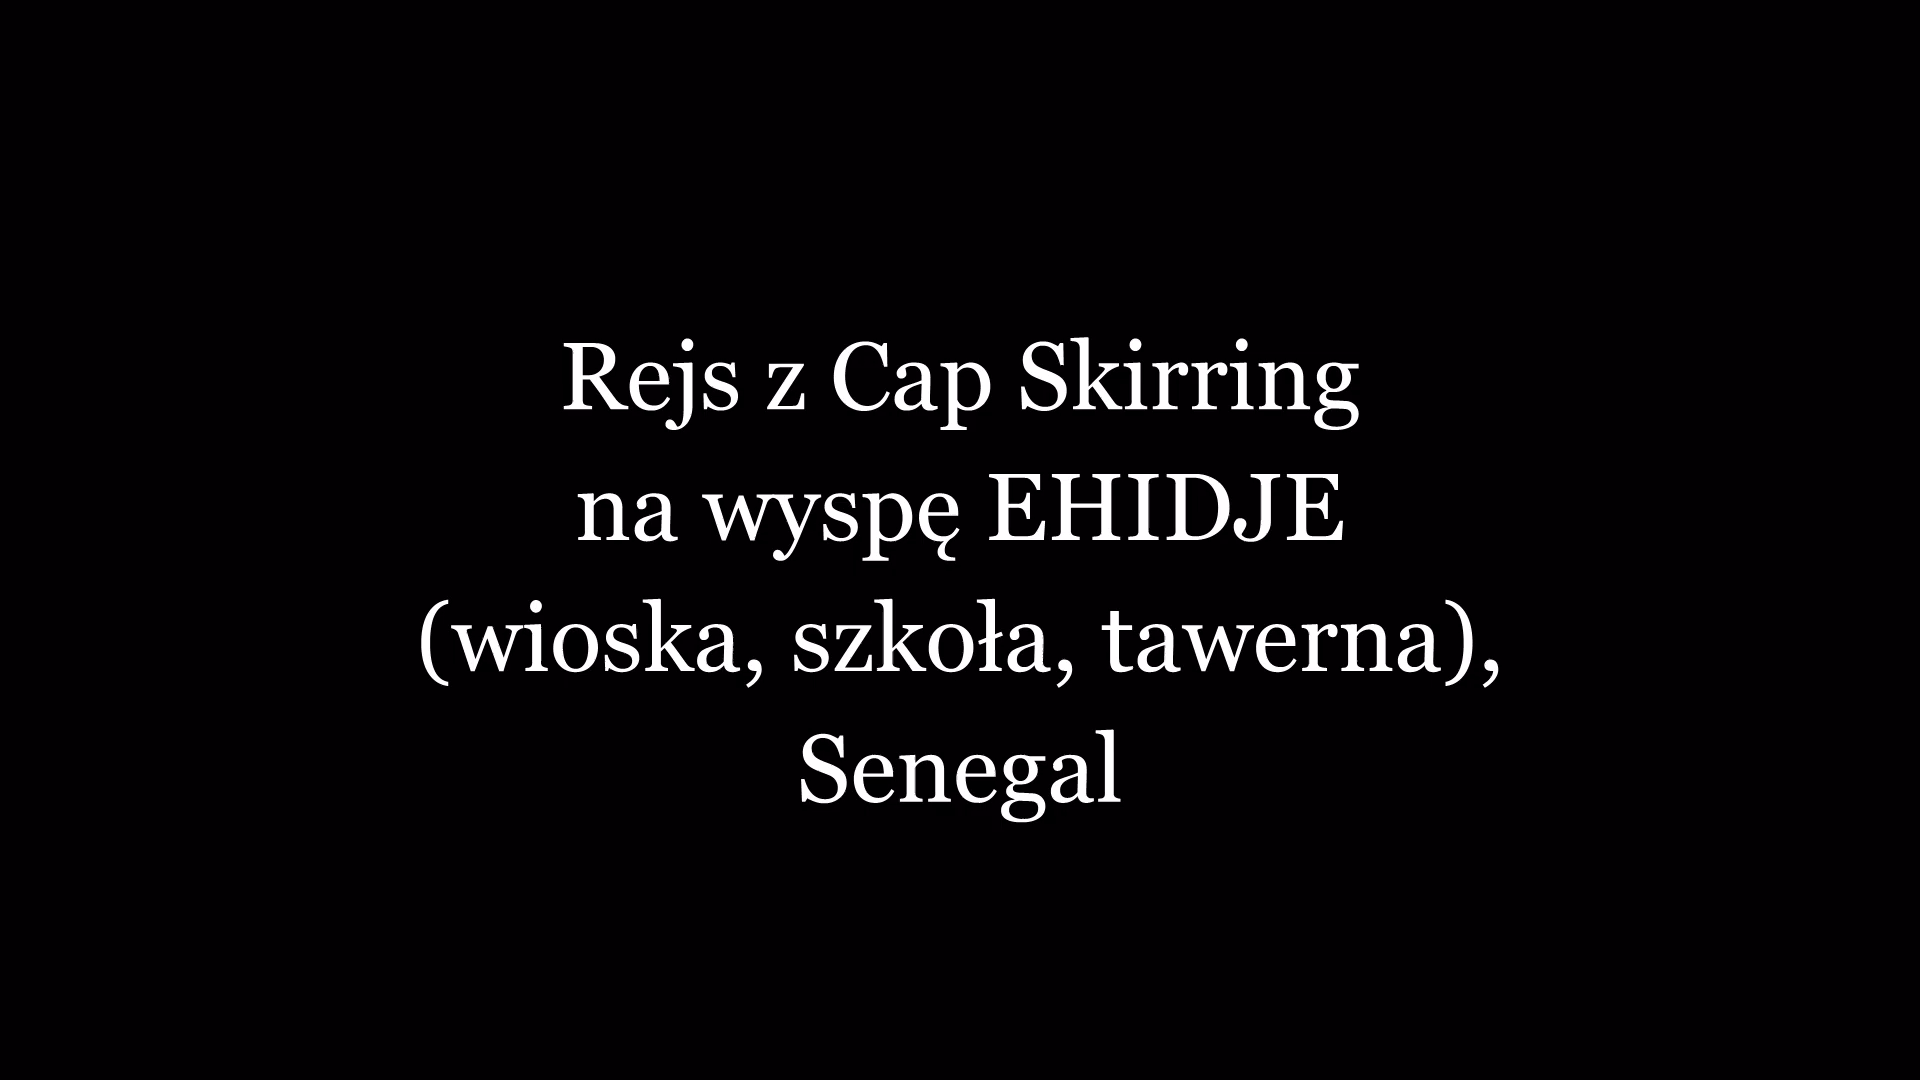 Rejs z Cap Skirring
na wyspę EHIDJE
(wioska, szkoła, tawerna),
Senegal